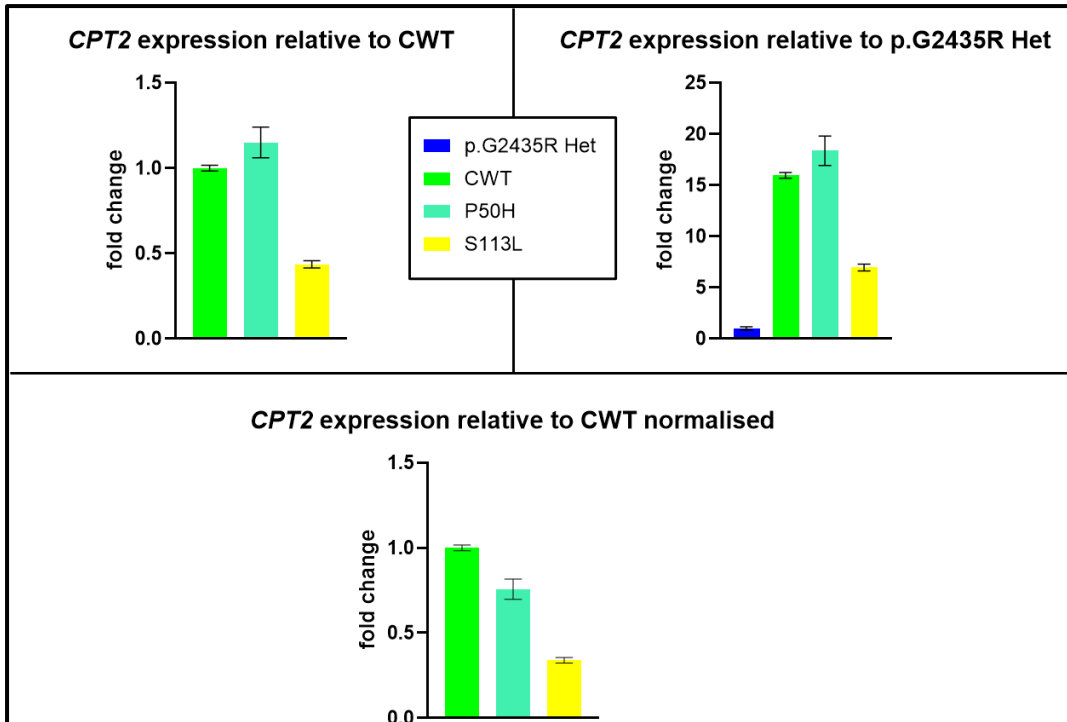 CPT2 expression relative to CWT
fold change
1.5
1.0
0.5
0.0
p.G2435R Het
CWT
P50H
S113L
CPT2 expression relative to p.G2435R Het
fold change
25
20
15
10
5
0
CPT2 expression relative to CWT normalised
fold change
1.5
1.0
0.5
0.0